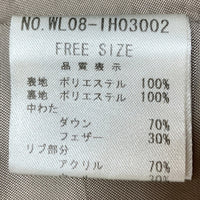 NO.WL08-IH03002
FREE SIZE
品質表示
表地 ポリエステル 100%
裏地 ポリエステル 100%
中わた
ダウン 70%
フェザー 30%
リブ部分
アクリル 70%
30%